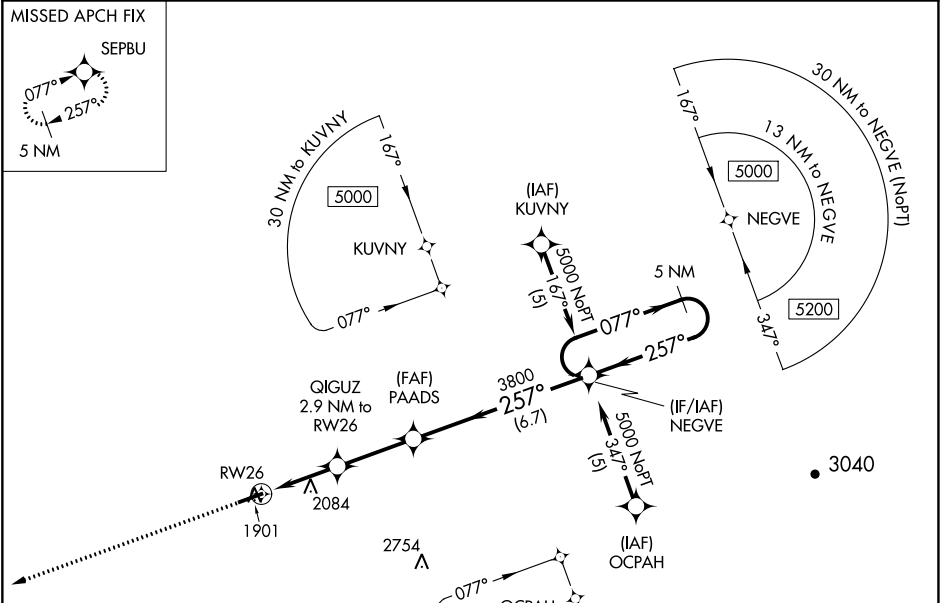 MISSED APCH FIX
SEPBU
077°
257°
5 NM
30 NM to KUVNY
167°
5000
KUVNY
077°
(IAF)
KUVNY
5000 NoPT
167°
(5)
30 NM to NEGVE (NoPT)
13 NM to NEGVE
167°
5000
NEGVE
5200
347°
5 NM
077°
257°
(IF/IAF)
NEGVE
3800
257°
(6.7)
(FAF)
PAADS
QIGUZ
2.9 NM to
RW26
RW26
1901
2084
2754
5000 NoPT
347°
(5)
(IAF)
OCPAH
3040
077°
OCPAH